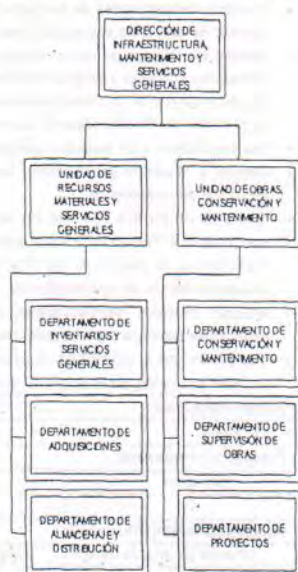 DIRECCIÓN DE
INFRAESTRUCTURA,
MANTENIMIENTO Y
SERVICIOS
GENERALES
UNIDAD DE
RECURSOS
MATERIALES Y
SERVICIOS
GENERALES
UNIDAD DE OBRAS,
CONSERVACIÓN Y
MANTENIMIENTO
DEPARTAMENTO DE
INVENTARIOS Y
SERVICIOS
GENERALES
DEPARTAMENTO DE
CONSERVACIÓN Y
MANTENIMIENTO
DEPARTAMENTO DE
ADQUISICIONES
DEPARTAMENTO DE
SUPERVISIÓN DE
OBRAS
DEPARTAMENTO DE
ALMACENAJE Y
DISTRIBUCIÓN
DEPARTAMENTO DE
PROYECTOS